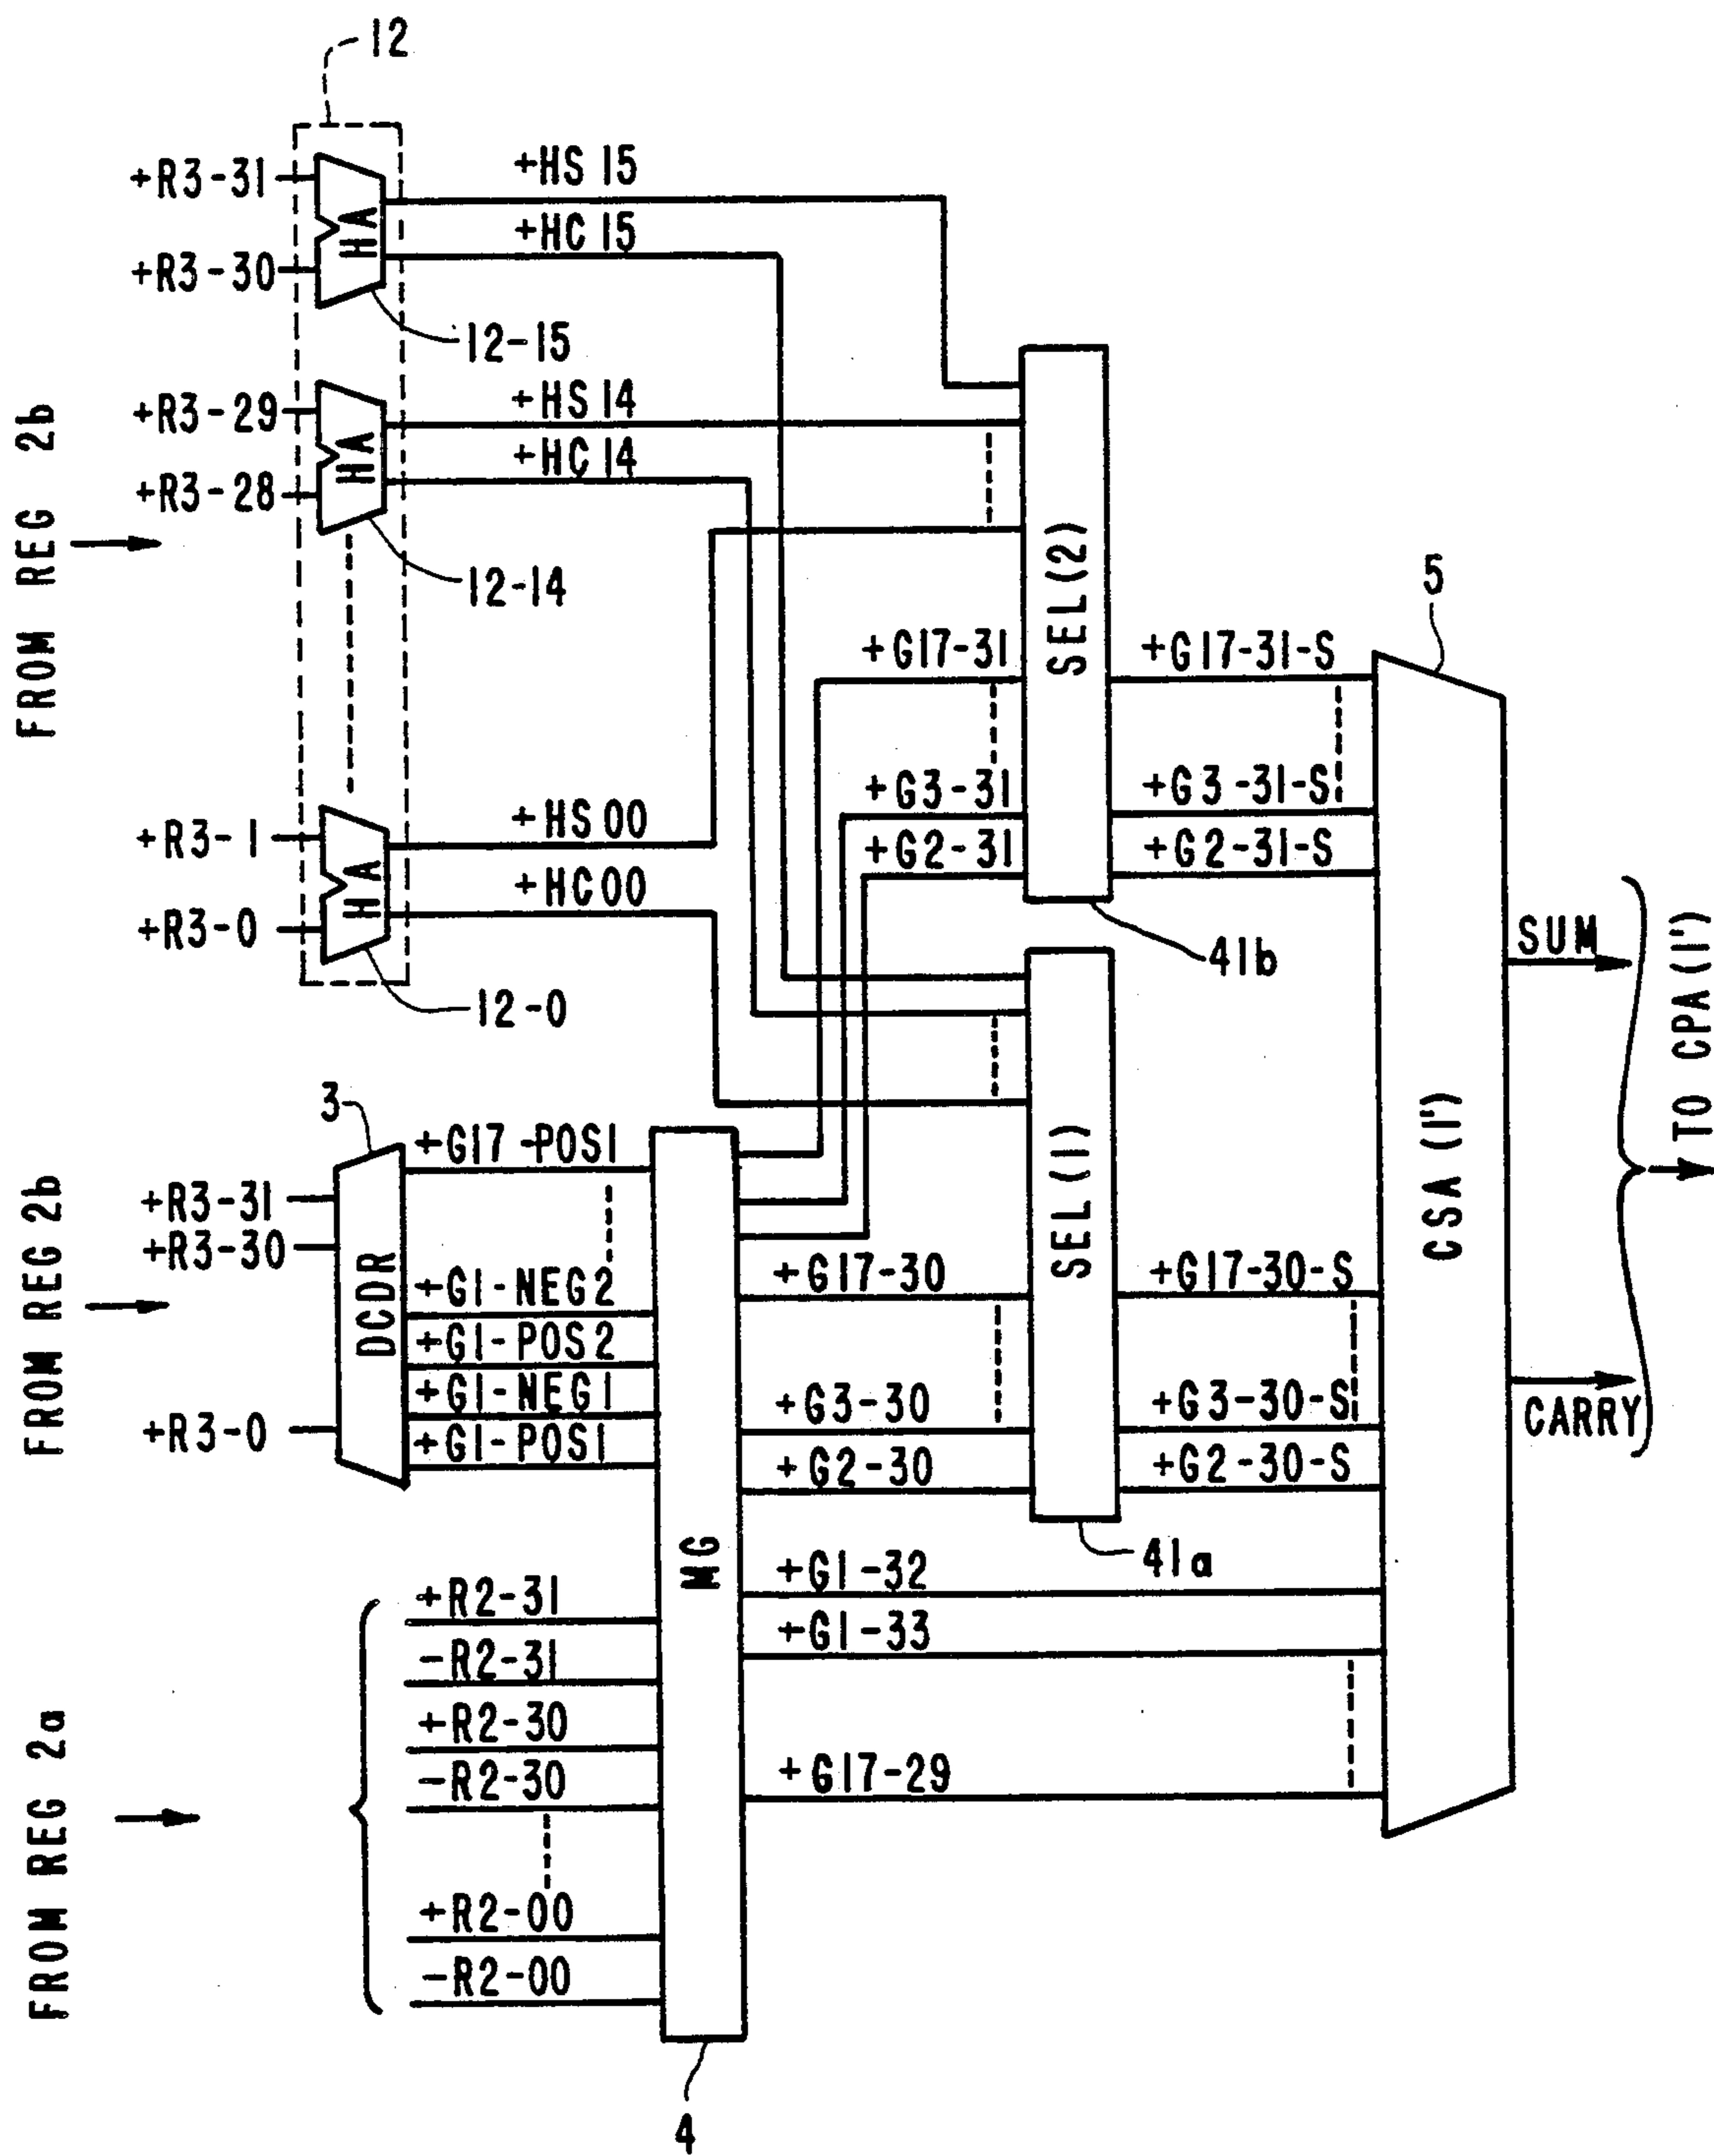 12
FROM REG 2b
+R3-31
+R3-30
HA
12-15
+HS 15
+HC 15
+R3-29
+R3-28
HA
12-14
+HS 14
+HC 14
+R3-1
+R3-0
HA
12-0
+HS 00
+HC 00
SEL (2)
41b
+G17-31
+G3-31
+G2-31
+G17-31-S
+G3-31-S
+G2-31-S
5
CSA (1')
SUM
CARRY
TO CPA (1')
FROM REG 2b
+R3-31
+R3-30
+R3-0
3
DCDR
+G17-POS1
+G1-NEG2
+G1-POS2
+G1-NEG1
+G1-POS1
SEL (1)
41a
+G17-30
+G3-30
+G2-30
+G17-30-S
+G3-30-S
+G2-30-S
MG
4
+G1-32
+G1-33
+G17-29
FROM REG 2a
+R2-31
-R2-31
+R2-30
-R2-30
+R2-00
-R2-00